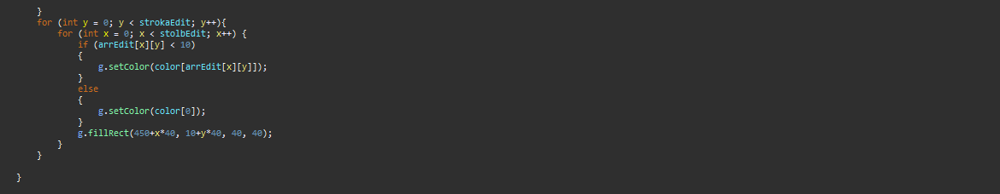 }
for (int y = 0; y < strokaEdit; y++){
for (int x = 0; x < stolbEdit; x++) {
if (arrEdit[x][y] < 10)
{
g.setColor(color[arrEdit[x][y]]);
}
else
{
g.setColor(color[0]);
}
g.fillRect(450+x*40, 10+y*40, 40, 40);
}
}
}